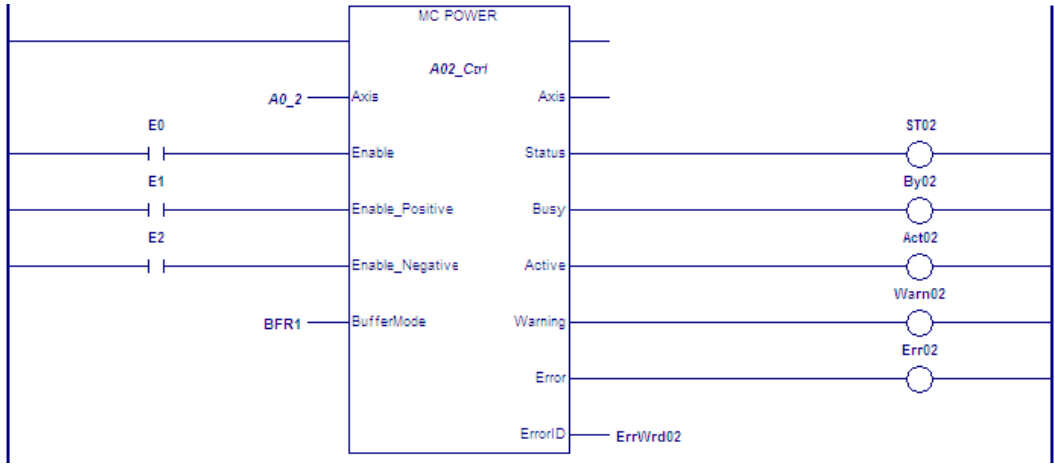 MC POWER
A02_Ctrl
A0_2 Axis Axis
E0 ST02
Enable Status
E1 By02
Enable_Positive Busy
E2 Act02
Enable_Negative Active
Warn02
BFR1 BufferMode Warning
Err02
Error
ErrorID ErrWrd02